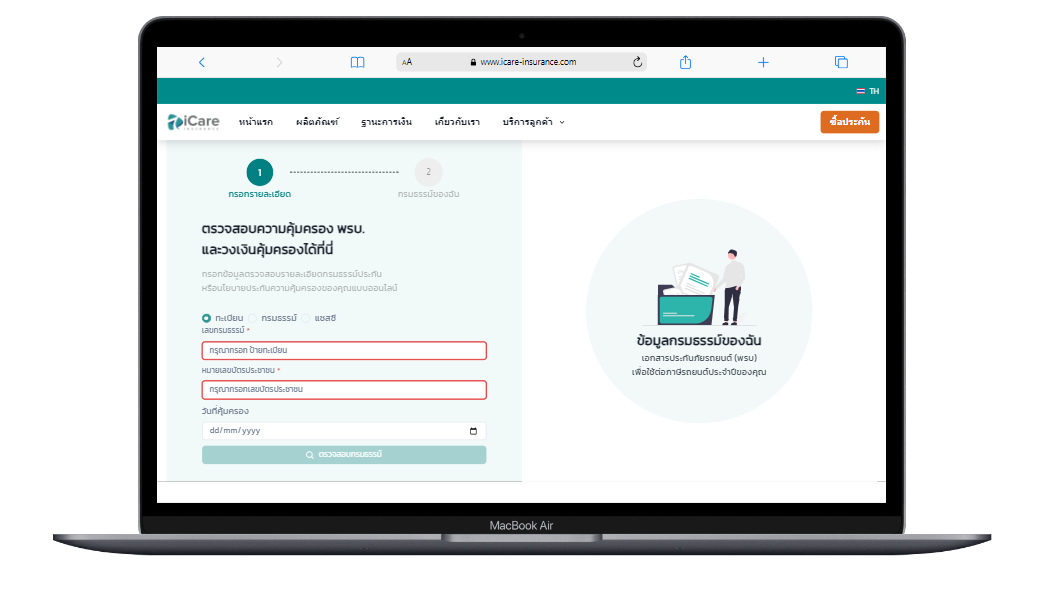 AA
www.icare-insurance.com
TH
iCare
INSURANCE
หน้าแรก ผลิตภัณฑ์ ฐานะการเงิน เกี่ยวกับเรา บริการลูกค้า
ซื้อประกัน
1
2
กรอกรายละเอียด
กรมธรรม์ของฉัน
ตรวจสอบความคุ้มครอง พรบ.
และวงเงินคุ้มครองได้ที่นี่
กรอกข้อมูลตรวจสอบรายละเอียดกรมธรรม์ประกัน
หรือนโยบายประกันความคุ้มครองของคุณแบบออนไลน์
ทะเบียน กรมธรรม์ แชสซี
เลขกรมธรรม์ *
กรุณากรอก ป้ายทะเบียน
หมายเลขบัตรประชาชน *
กรุณากรอกเลขบัตรประชาชน
วันที่คุ้มครอง
dd/mm/yyyy
ตรวจสอบกรมธรรม์
ข้อมูลกรมธรรม์ของฉัน
เอกสารประกันภัยรถยนต์ (พรบ)
เพื่อใช้ต่อภาษีรถยนต์ประจำปีของคุณ
MacBook Air